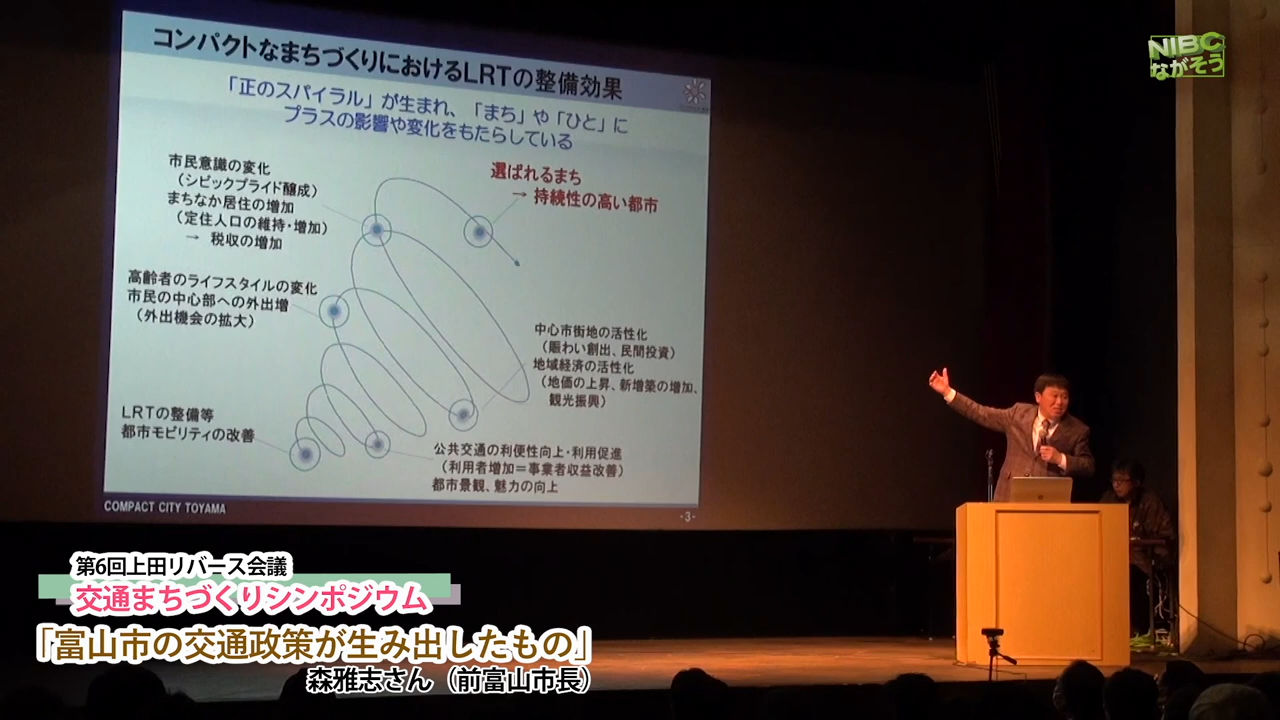 コンパクトなまちづくりにおけるLRTの整備効果
「正のスパイラル」が生まれ、「まち」や「ひと」に
プラスの影響や変化をもたらしている
市民意識の変化
（シビックプライド醸成）
まちなか居住の増加
（定住人口の維持・増加）
→ 税収の増加
選ばれるまち
→ 持続性の高い都市
高齢者のライフスタイルの変化
市民の中心部への外出増
（外出機会の拡大）
中心市街地の活性化
（賑わい創出、民間投資）
地域経済の活性化
（地価の上昇、新増築の増加、
観光振興）
LRTの整備等
都市モビリティの改善
公共交通の利便性向上・利用促進
（利用者増加＝事業者収益改善）
都市景観、魅力の向上
COMPACT CITY TOYAMA
-3-
NIBC
ながそう
第6回上田リバース会議
交通まちづくりシンポジウム
「富山市の交通政策が生み出したもの」
森雅志さん（前富山市長）